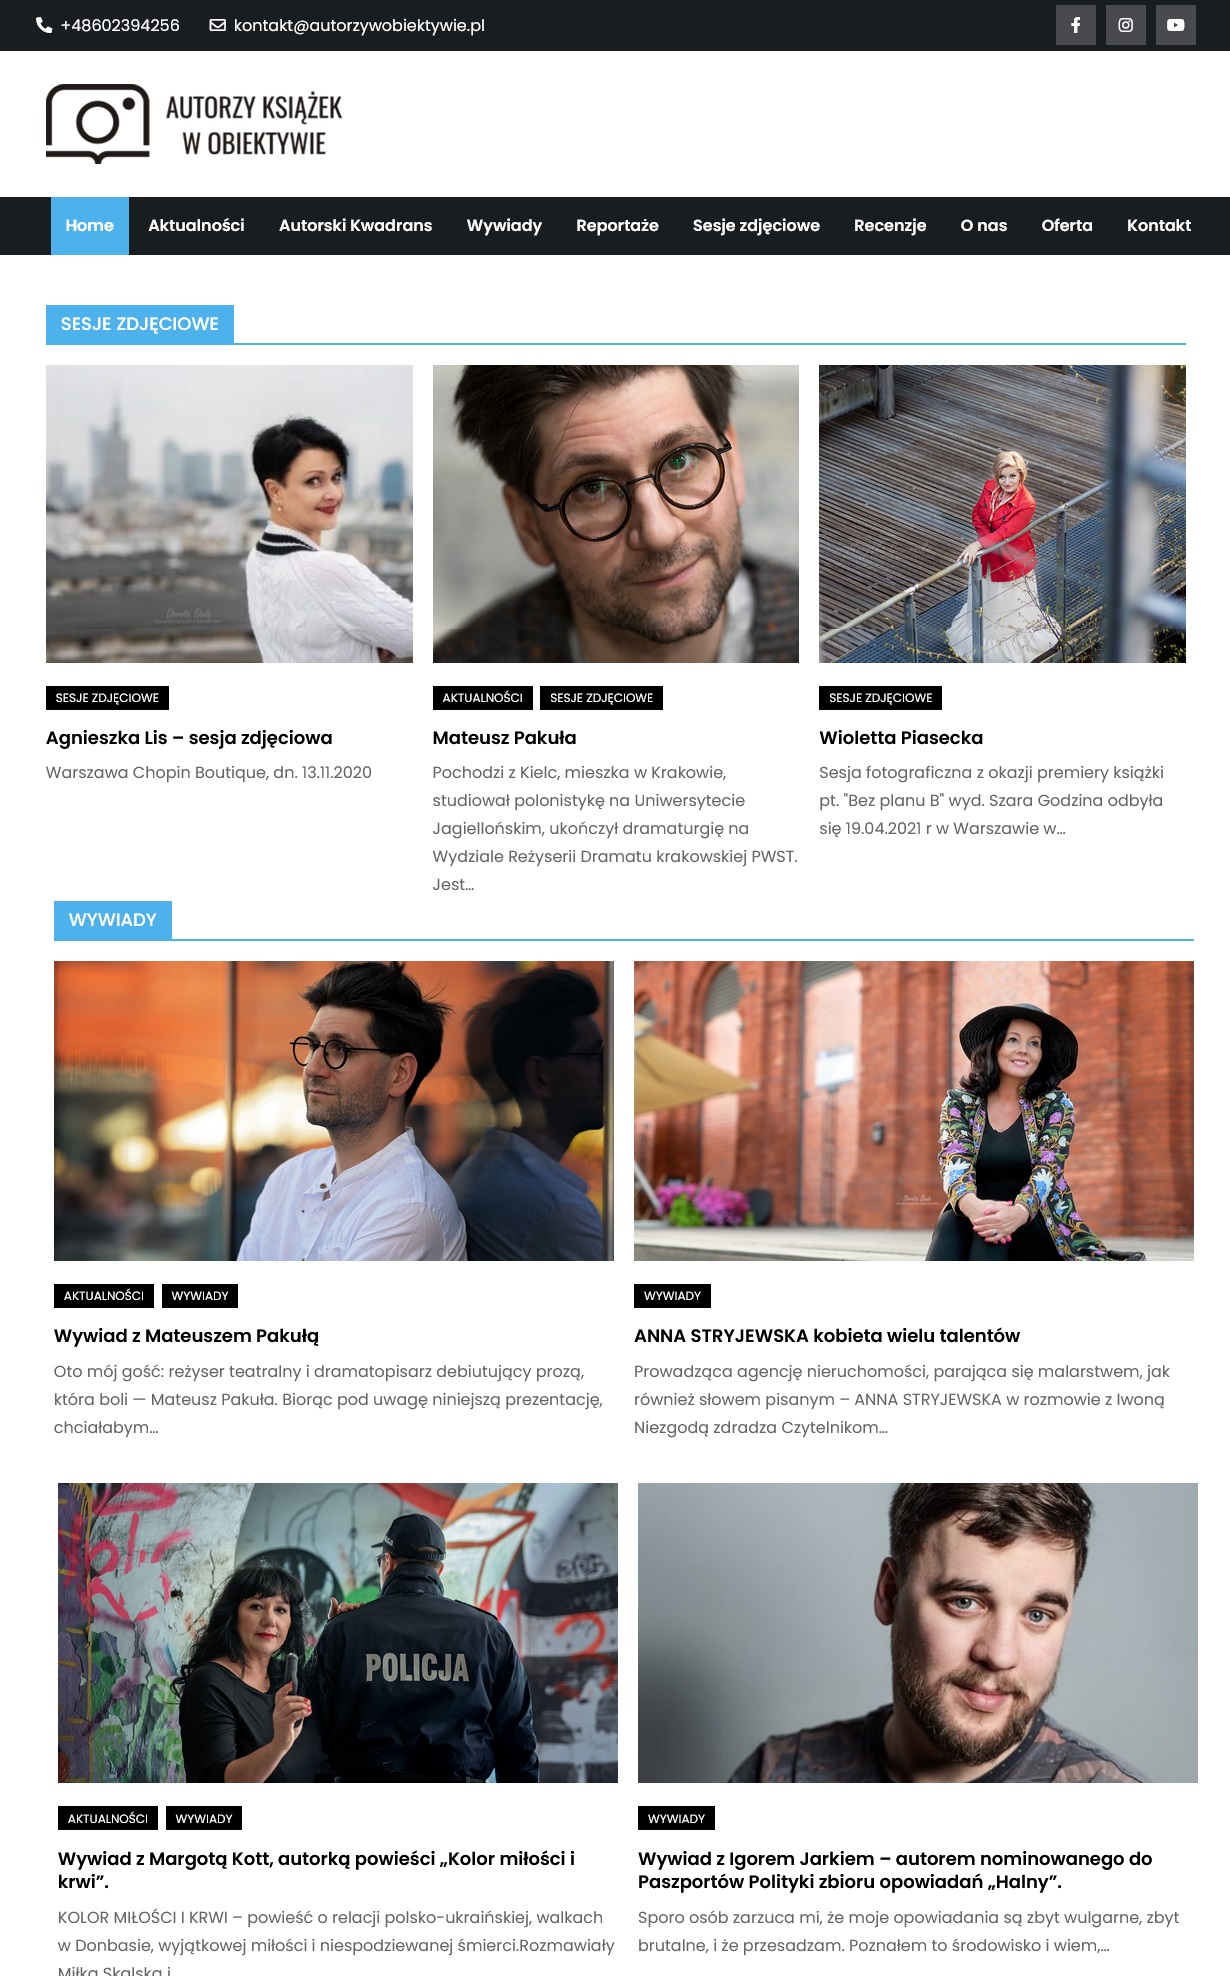 +48602394256 kontakt@autorzywobiektywie.pl
AUTORZY KSIĄŻEK
W OBIEKTYWIE
Home Aktualności Autorski Kwadrans Wywiady Reportaże Sesje zdjęciowe Recenzje O nas Oferta Kontakt
SESJE ZDJĘCIOWE
SESJE ZDJĘCIOWE
Agnieszka Lis – sesja zdjęciowa
Warszawa Chopin Boutique, dn. 13.11.2020
AKTUALNOŚCI SESJE ZDJĘCIOWE
Mateusz Pakuła
Pochodzi z Kielc, mieszka w Krakowie,
studiował polonistykę na Uniwersytecie
Jagiellońskim, ukończył dramaturgię na
Wydziale Reżyserii Dramatu krakowskiej PWST.
Jest...
SESJE ZDJĘCIOWE
Wioletta Piasecka
Sesja fotograficzna z okazji premiery książki
pt. "Bez planu B" wyd. Szara Godzina odbyła
się 19.04.2021 r w Warszawie w...
WYWIADY
AKTUALNOŚCI WYWIADY
Wywiad z Mateuszem Pakułą
Oto mój gość: reżyser teatralny i dramatopisarz debiutujący prozą,
która boli — Mateusz Pakuła. Biorąc pod uwagę niniejszą prezentację,
chciałabym...
WYWIADY
ANNA STRYJEWSKA kobieta wielu talentów
Prowadząca agencję nieruchomości, parająca się malarstwem, jak
również słowem pisanym – ANNA STRYJEWSKA w rozmowie z Iwoną
Niezgodą zdradza Czytelnikom...
POLICJA
AKTUALNOŚCI WYWIADY
Wywiad z Margotą Kott, autorką powieści „Kolor miłości i
krwi”.
KOLOR MIŁOŚCI I KRWI – powieść o relacji polsko-ukraińskiej, walkach
w Donbasie, wyjątkowej miłości i niespodziewanej śmierci.Rozmawiały
Miłka Skalska i
WYWIADY
Wywiad z Igorem Jarkiem – autorem nominowanego do
Paszportów Polityki zbioru opowiadań „Halny”.
Sporo osób zarzuca mi, że moje opowiadania są zbyt wulgarne, zbyt
brutalne, i że przesadzam. Poznałem to środowisko i wiem,...